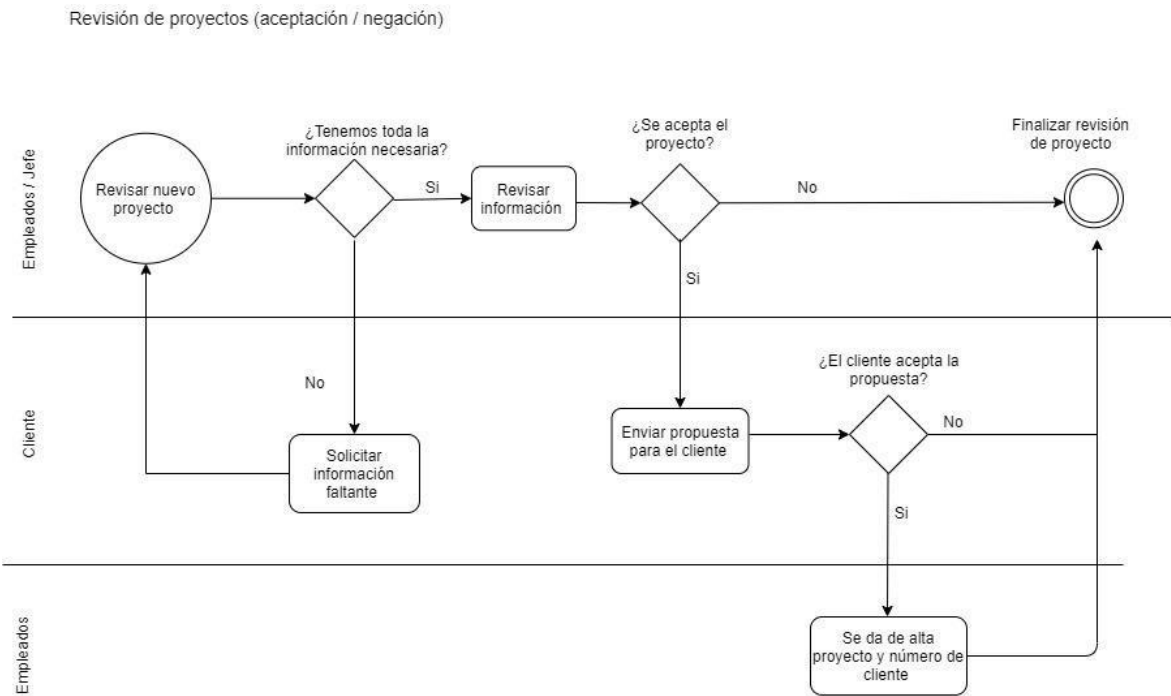 Revisión de proyectos (aceptación / negación)
Empleados / Jefe
Revisar nuevo
proyecto
¿Tenemos toda la
información necesaria?
Si
Revisar
información
¿Se acepta el
proyecto?
No
Finalizar revisión
de proyecto
Si
Cliente
No
Solicitar
información
faltante
Enviar propuesta
para el cliente
¿El cliente acepta la
propuesta?
No
Si
Empleados
Se da de alta
proyecto y número de
cliente